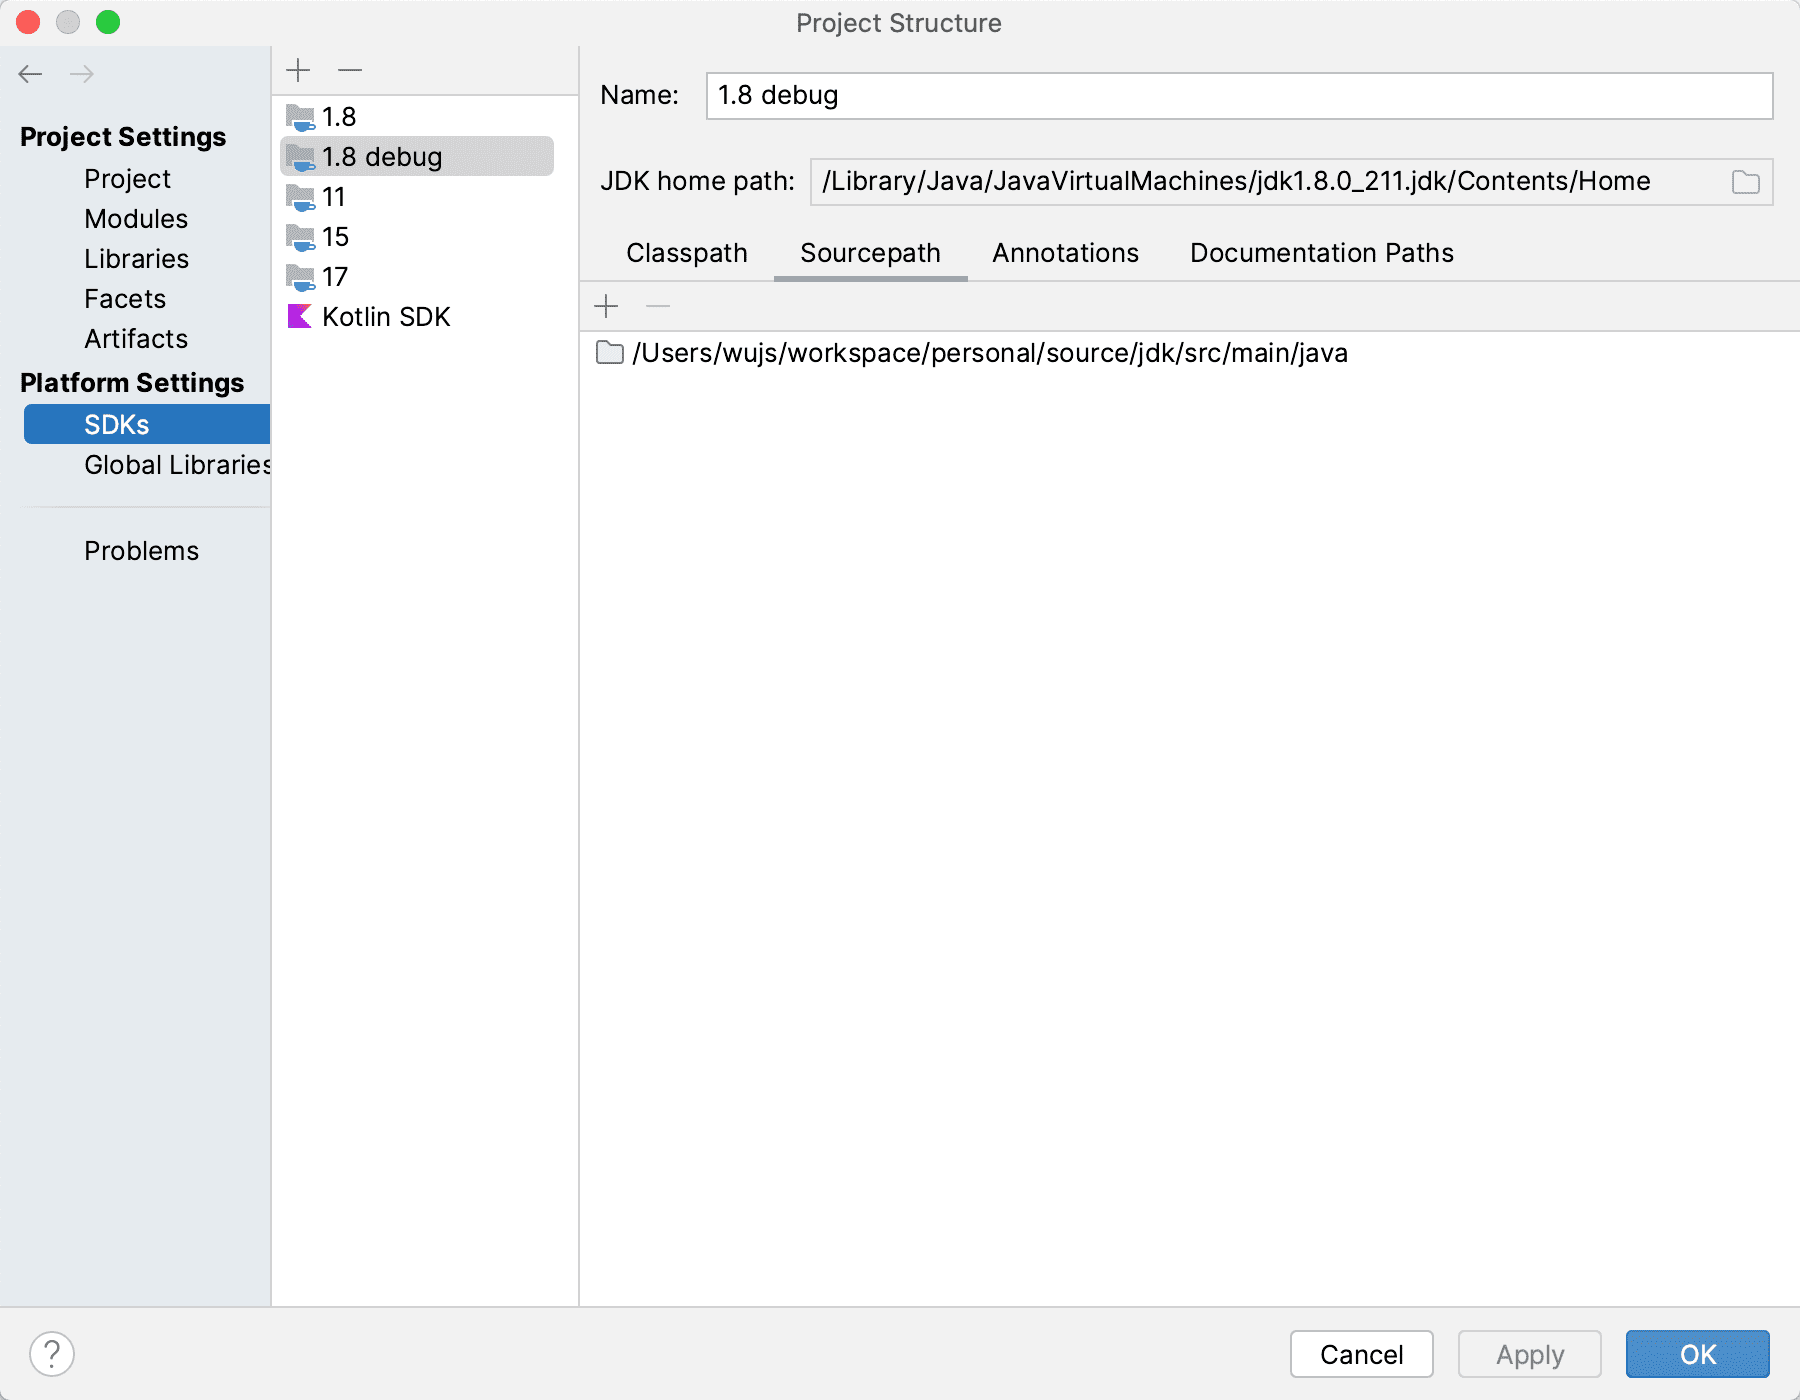 Project Structure
Project Settings
Project
Modules
Libraries
Facets
Artifacts
Platform Settings
SDKs
Global Libraries
Problems
1.8
1.8 debug
11
15
17
Kotlin SDK
Name: 1.8 debug
JDK home path: /Library/Java/JavaVirtualMachines/jdk1.8.0_211.jdk/Contents/Home
Classpath Sourcepath Annotations Documentation Paths
/Users/wujs/workspace/personal/source/jdk/src/main/java
? Cancel Apply OK